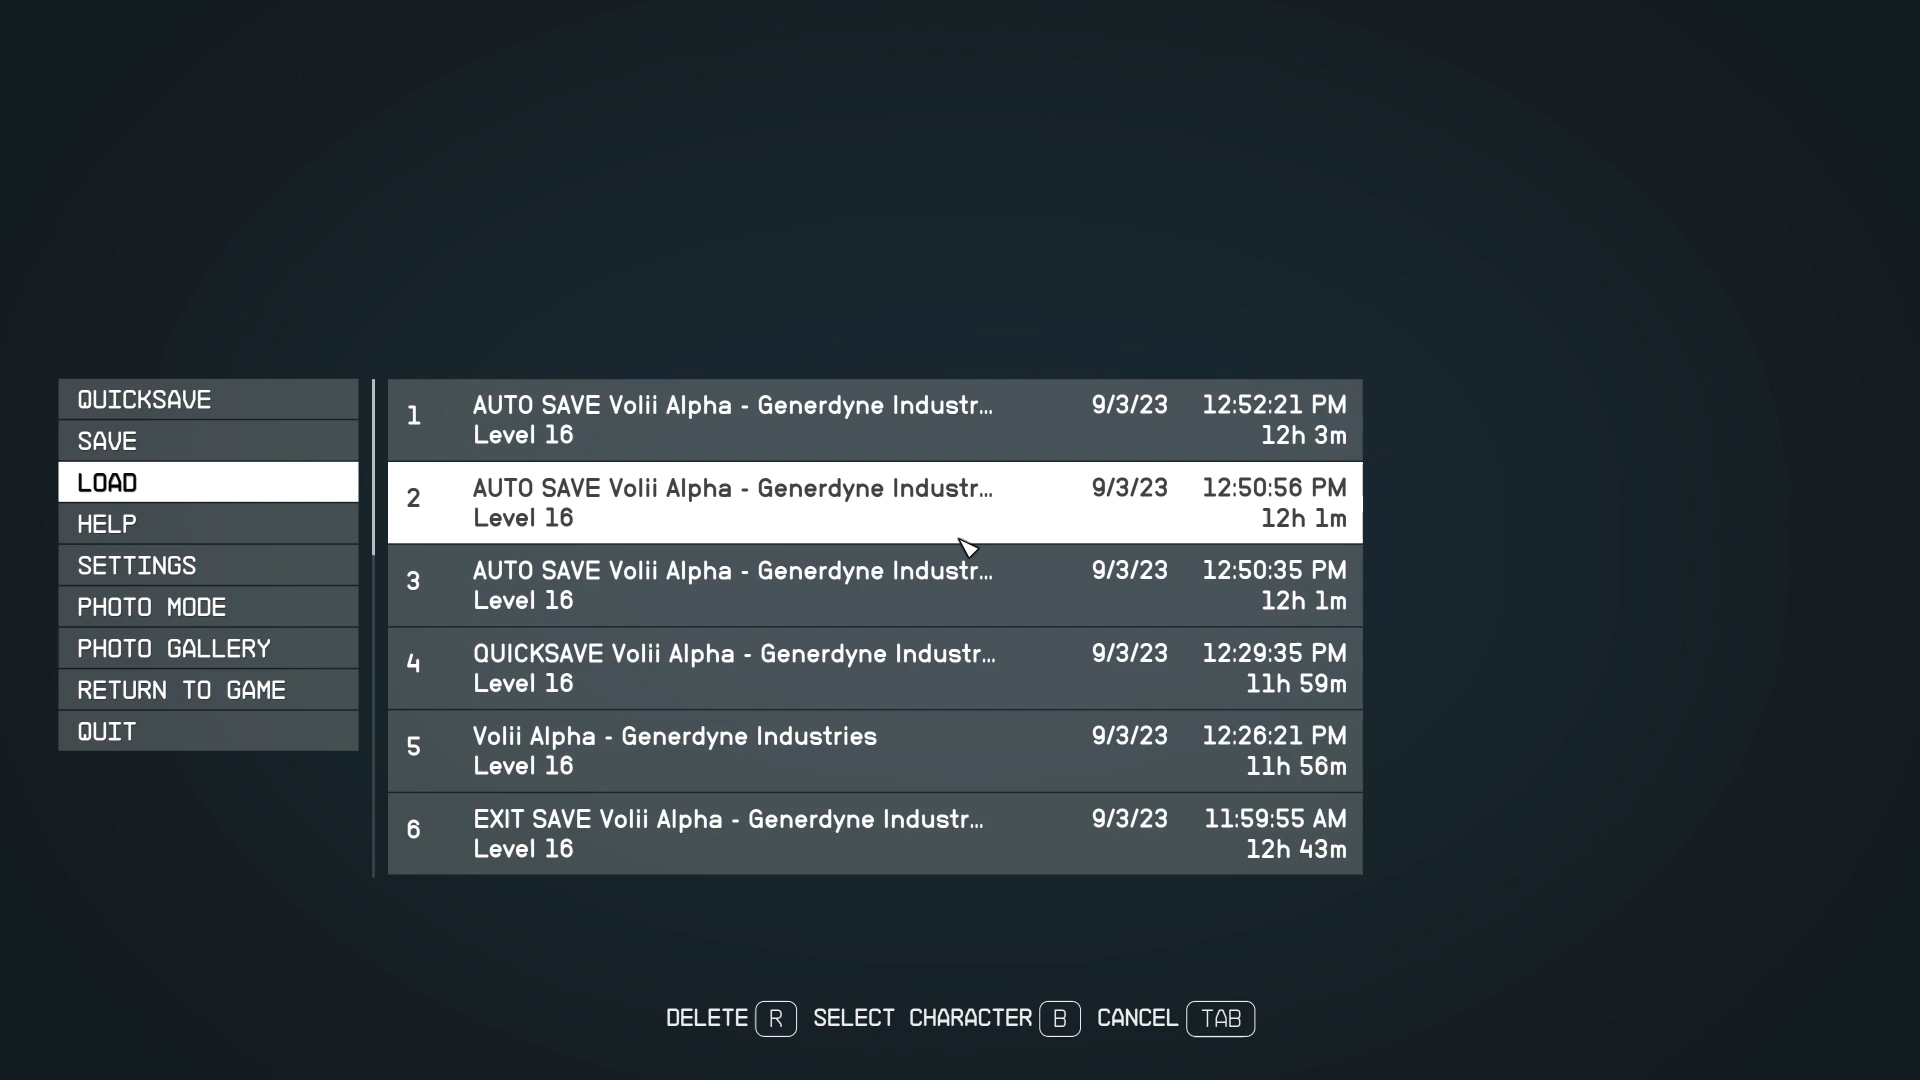 QUICKSAVE
SAVE
LOAD
HELP
SETTINGS
PHOTO MODE
PHOTO GALLERY
RETURN TO GAME
QUIT
1 AUTO SAVE Volii Alpha - Generdyne Industr... 9/3/23 12:52:21 PM
Level 16 12h 3m
2 AUTO SAVE Volii Alpha - Generdyne Industr... 9/3/23 12:50:56 PM
Level 16 12h 1m
3 AUTO SAVE Volii Alpha - Generdyne Industr... 9/3/23 12:50:35 PM
Level 16 12h 1m
4 QUICKSAVE Volii Alpha - Generdyne Industr... 9/3/23 12:29:35 PM
Level 16 11h 59m
5 Volii Alpha - Generdyne Industries 9/3/23 12:26:21 PM
Level 16 11h 56m
6 EXIT SAVE Volii Alpha - Generdyne Industr... 9/3/23 11:59:55 AM
Level 16 12h 43m
DELETE R SELECT CHARACTER B CANCEL TAB